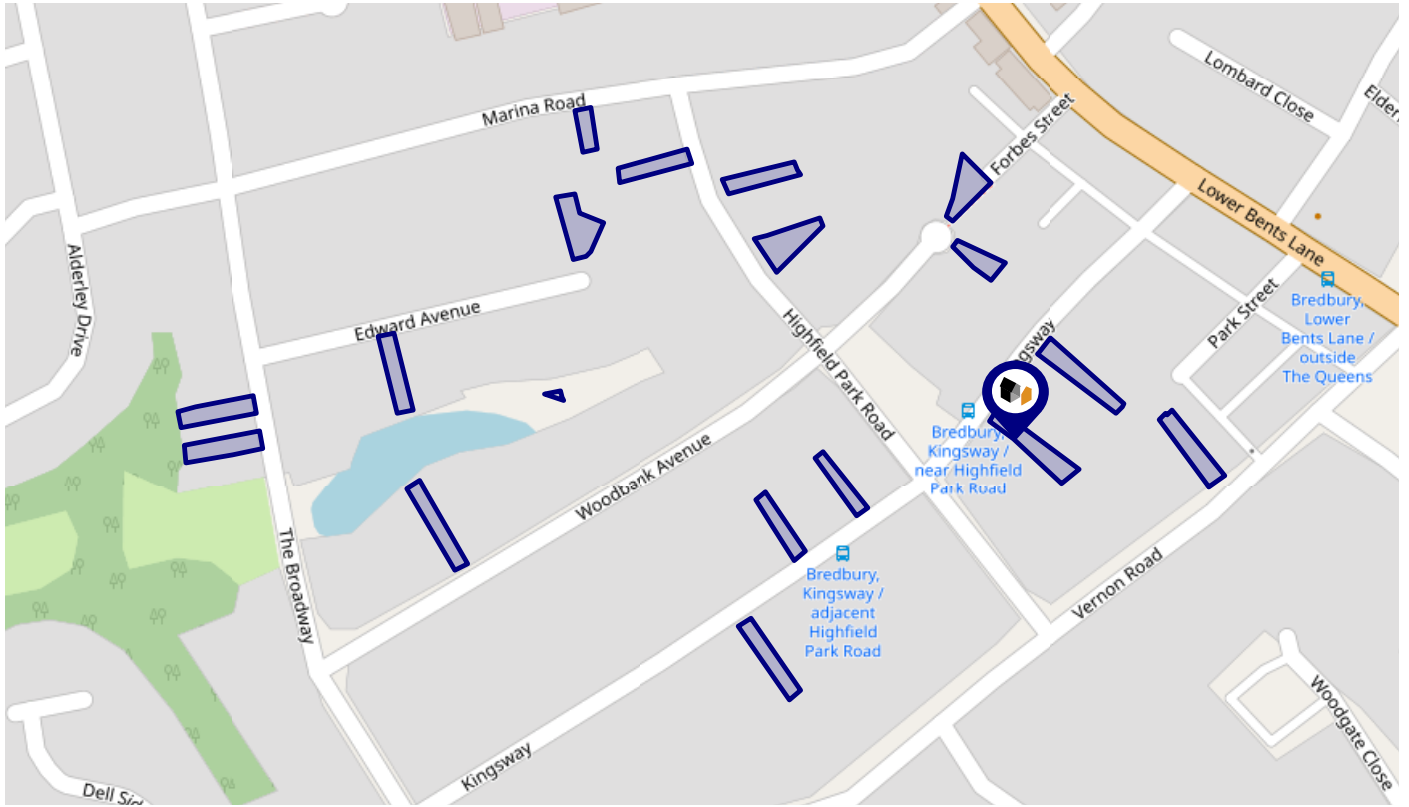 Marina Road
Forbes Street
Lombard Close
Lower Bents Lane
Alderley Drive
Edward Avenue
Highfield Park Road
Park Street
Bredbury,
Lower
Bents Lane /
outside
The Queens
Bredbury,
Kingsway /
near Highfield
Park Road
Woodbank Avenue
The Broadway
Bredbury,
Kingsway /
adjacent
Highfield
Park Road
Vernon Road
Woodgate Close
Kingsway